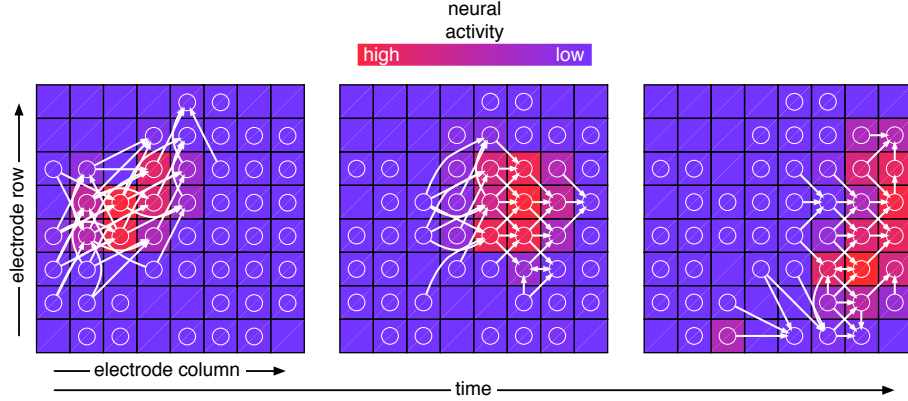 neural
activity
high low
electrode row
electrode column
time